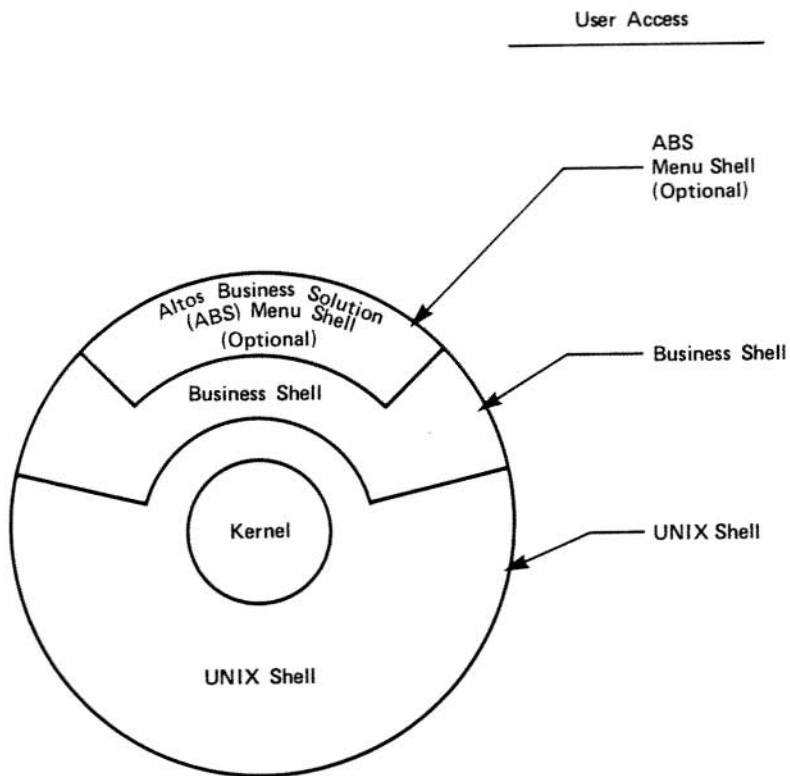 User Access
ABS
Menu Shell
(Optional)
Altos Business Solution
(ABS) Menu Shell
(Optional)
Business Shell
Business Shell
Kernel
UNIX Shell
UNIX Shell